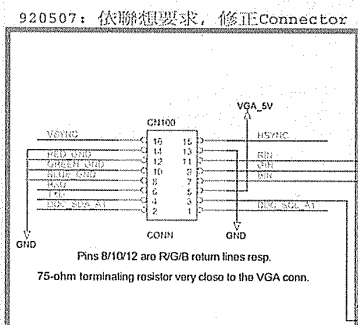 920507: 依聯想要求, 修正Connector
CN100
VGA_5V
VSYNC
HSYNC
16 15
14 13
12 11
10 9
8 7
6 5
4 3
2 1
RED_GND
GREEN_GND
BLUE_GND
RIN
GIN
BIN
DDC_SDA_A1
DDC_SCL_A1
GND
CONN
GND
Pins 8/10/12 are R/G/B return lines resp.
75-ohm terminating resistor very close to the VGA conn.